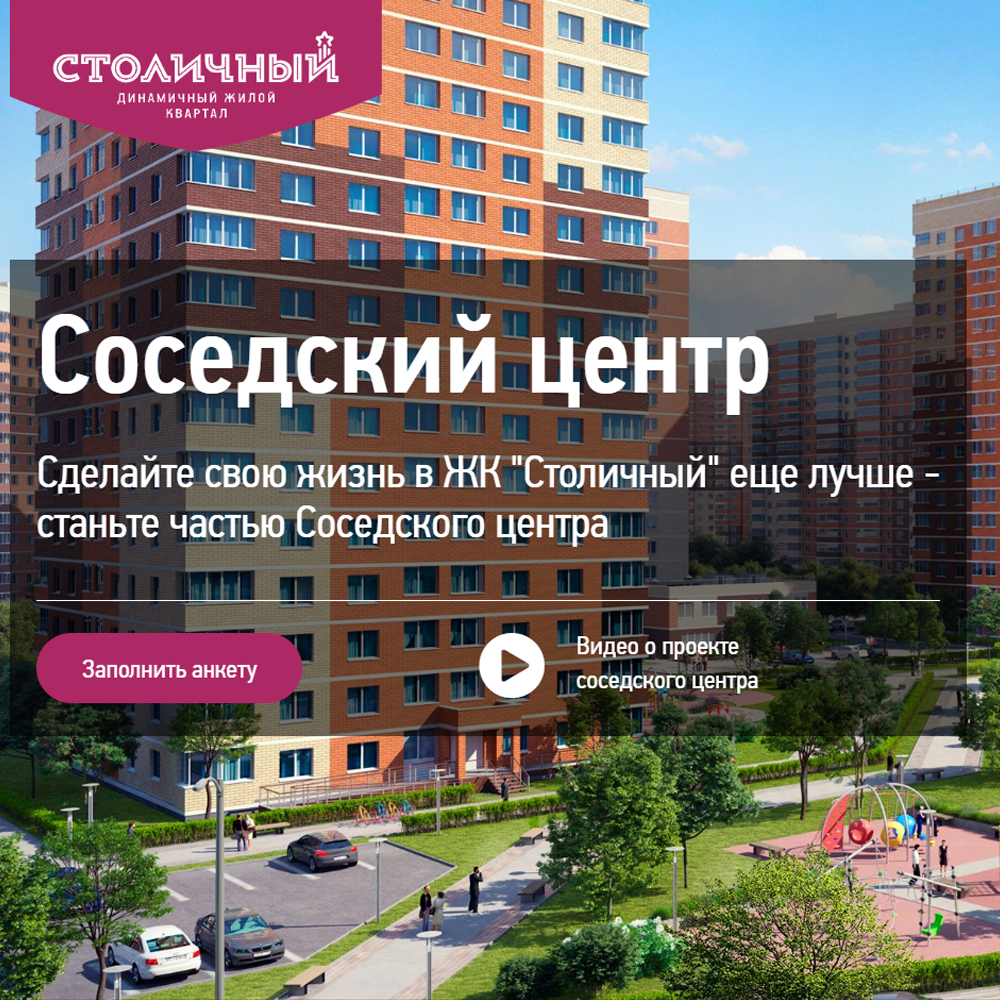 СТОЛИЧНЫЙ
ДИНАМИЧНЫЙ ЖИЛОЙ
КВАРТАЛ
Соседский центр
Сделайте свою жизнь в ЖК "Столичный" еще лучше -
станьте частью Соседского центра
Заполнить анкету
Видео о проекте
соседского центра